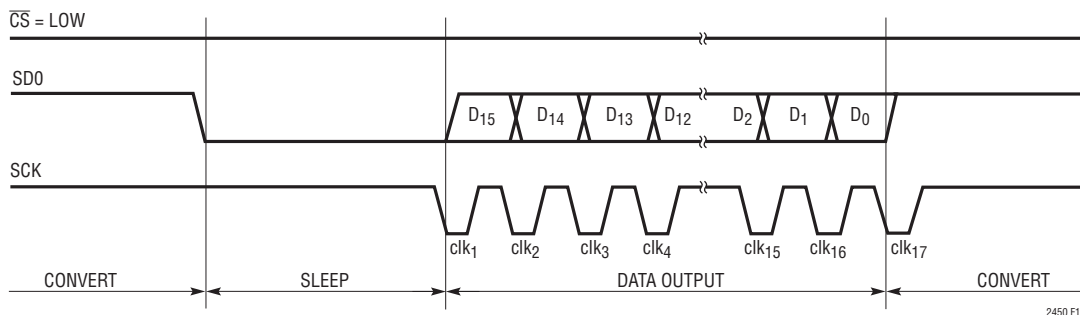 C̅S̅ = LOW
SD0
D15 D14 D13 D12 D2 D1 D0
SCK
clk1 clk2 clk3 clk4 clk15 clk16 clk17
CONVERT SLEEP DATA OUTPUT CONVERT
2450 F1